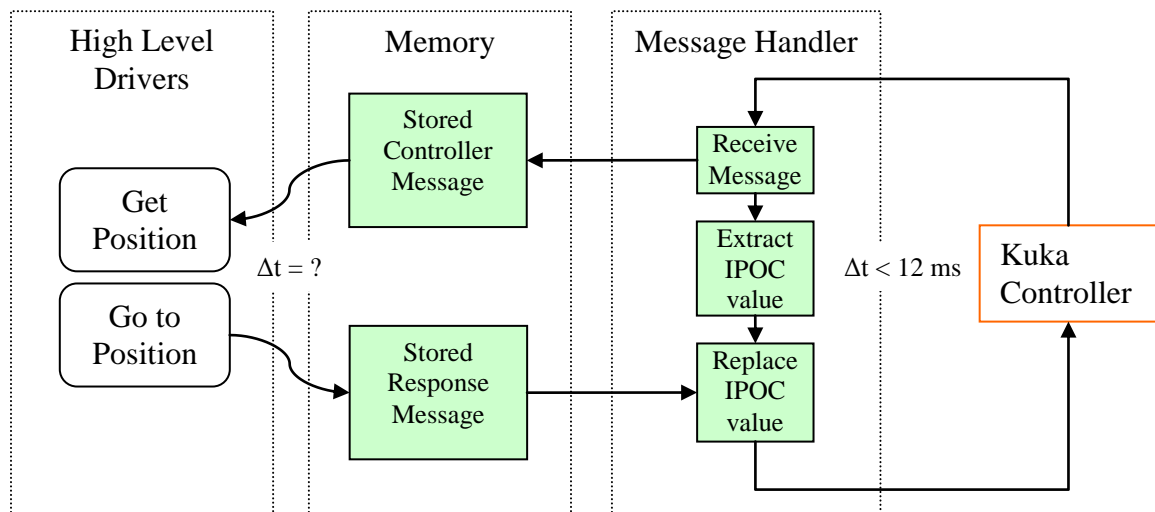 High Level
Drivers
Memory
Message Handler
Stored
Controller
Message
Receive
Message
Get
Position
Extract
IPOC
value
Δt = ?
Δt < 12 ms
Kuka
Controller
Go to
Position
Stored
Response
Message
Replace
IPOC
value